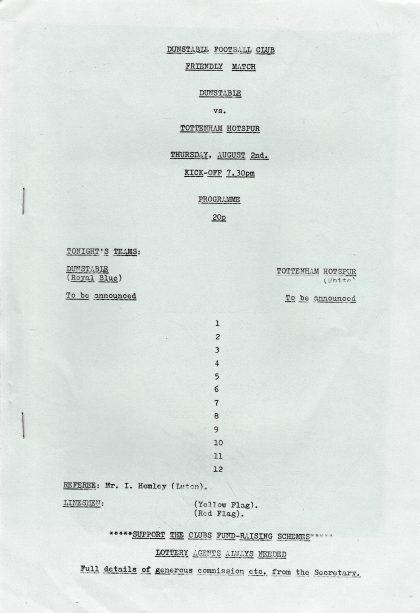 DUNSTABLE FOOTBALL CLUB
FRIENDLY MATCH
DUNSTABLE
vs.
TOTTENHAM HOTSPUR
THURSDAY, AUGUST 2nd.
KICK-OFF 7.30pm
PROGRAMME
20p
TONIGHT'S TEAMS:
DUNSTABLE TOTTENHAM HOTSPUR
(Royal Blue) (White)
To be announced To be announced
1
2
3
4
5
6
7
8
9
10
11
12
REFEREE: Mr. I. Hemley (Luton).
LINESMEN: (Yellow Flag).
(Red Flag).
*****SUPPORT THE CLUBS FUND-RAISING SCHEMES*****
LOTTERY AGENTS ALWAYS NEEDED
Full details of generous commission etc. from the Secretary.